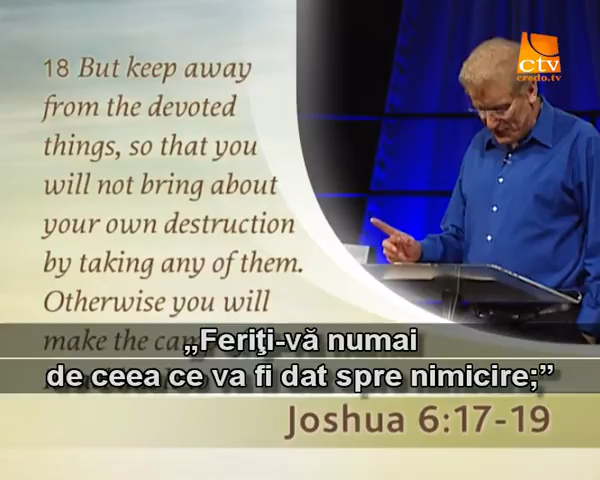 ctv
credo.tv
18 But keep away
from the devoted
things, so that you
will not bring about
your own destruction
by taking any of them.
Otherwise you will
make the
„Feriţi-vă numai
de ceea ce va fi dat spre nimicire;”
Joshua 6:17-19